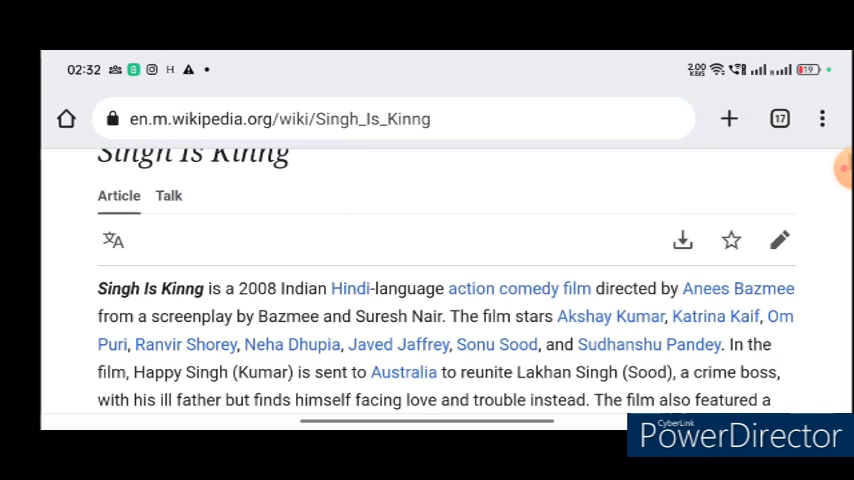 02:32 H 2.00 KB/S 19
en.m.wikipedia.org/wiki/Singh_Is_Kinng 17
Singh Is Kinng
Article Talk
Singh Is Kinng is a 2008 Indian Hindi-language action comedy film directed by Anees Bazmee
from a screenplay by Bazmee and Suresh Nair. The film stars Akshay Kumar, Katrina Kaif, Om
Puri, Ranvir Shorey, Neha Dhupia, Javed Jaffrey, Sonu Sood, and Sudhanshu Pandey. In the
film, Happy Singh (Kumar) is sent to Australia to reunite Lakhan Singh (Sood), a crime boss,
with his ill father but finds himself facing love and trouble instead. The film also featured a
CyberLink
PowerDirector